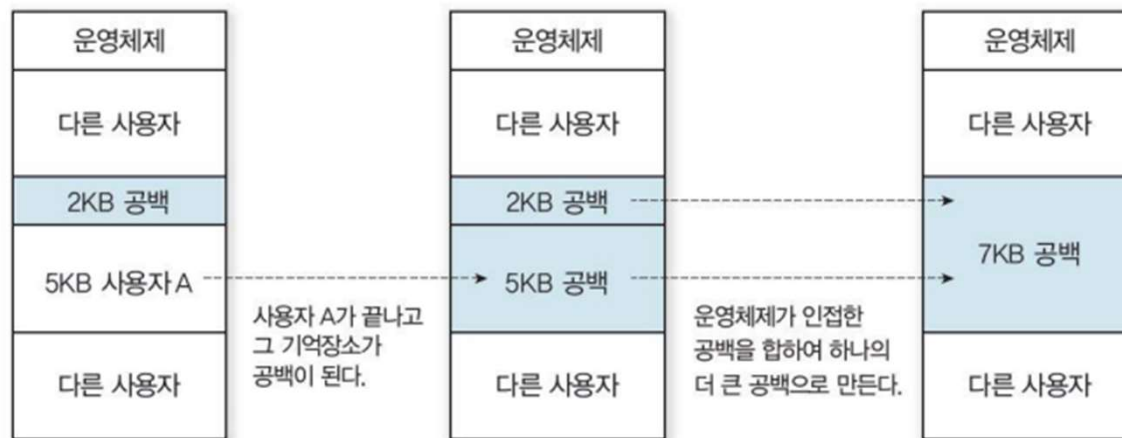 운영체제
다른 사용자
2KB 공백
5KB 사용자 A
다른 사용자
사용자 A가 끝나고
그 기억장소가
공백이 된다.
운영체제
다른 사용자
2KB 공백
5KB 공백
다른 사용자
운영체제가 인접한
공백을 합하여 하나의
더 큰 공백으로 만든다.
운영체제
다른 사용자
7KB 공백
다른 사용자